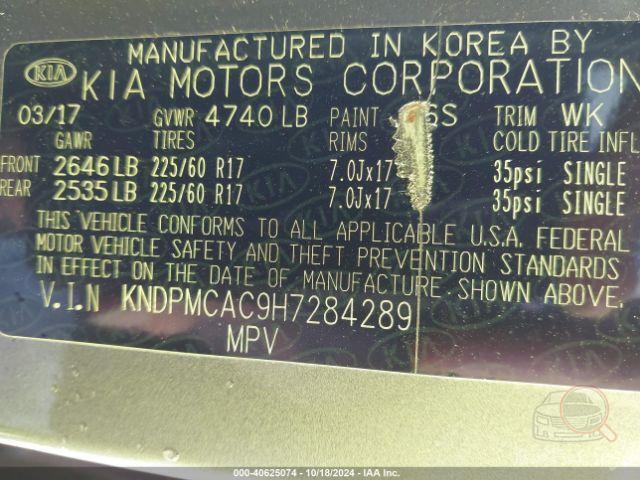 MANUFACTURED IN KOREA BY
KIA KIA MOTORS CORPORATION
03/17 GVWR 4740 LB PAINT 6S TRIM WK
GAWR TIRES RIMS COLD TIRE INFL
FRONT 2646 LB 225/60 R17 7.0Jx17 35psi SINGLE
REAR 2535 LB 225/60 R17 7.0Jx17 35psi SINGLE
THIS VEHICLE CONFORMS TO ALL APPLICABLE U.S.A. FEDERAL
MOTOR VEHICLE SAFETY AND THEFT PREVENTION STANDARDS
IN EFFECT ON THE DATE OF MANUFACTURE SHOWN ABOVE.
V.I.N KNDPMCAC9H7284289
MPV
000-40625074 | 10/18/2024 | IAA Inc.